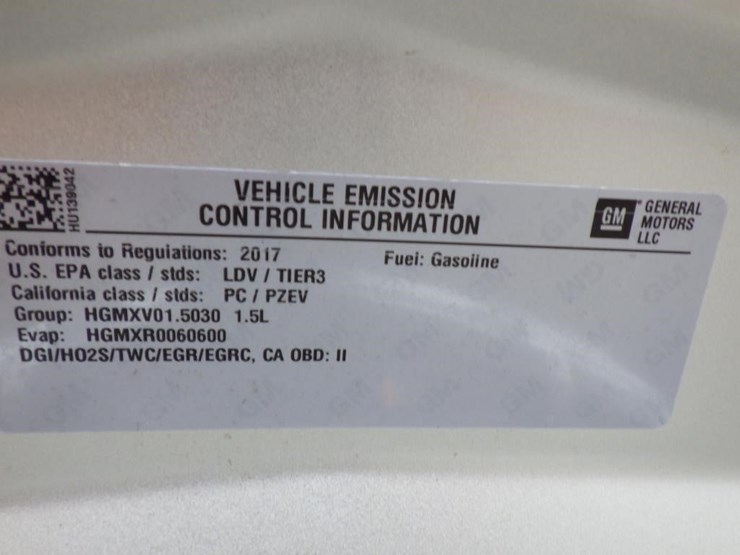 HU139042
VEHICLE EMISSION
CONTROL INFORMATION
GM
GENERAL
MOTORS
LLC
Conforms to Regulations: 2017
Fuel: Gasoline
U.S. EPA class / stds: LDV / TIER3
California class / stds: PC / PZEV
Group: HGMXV01.5030 1.5L
Evap: HGMXR0060600
DGI/HO2S/TWC/EGR/EGRC, CA OBD: II